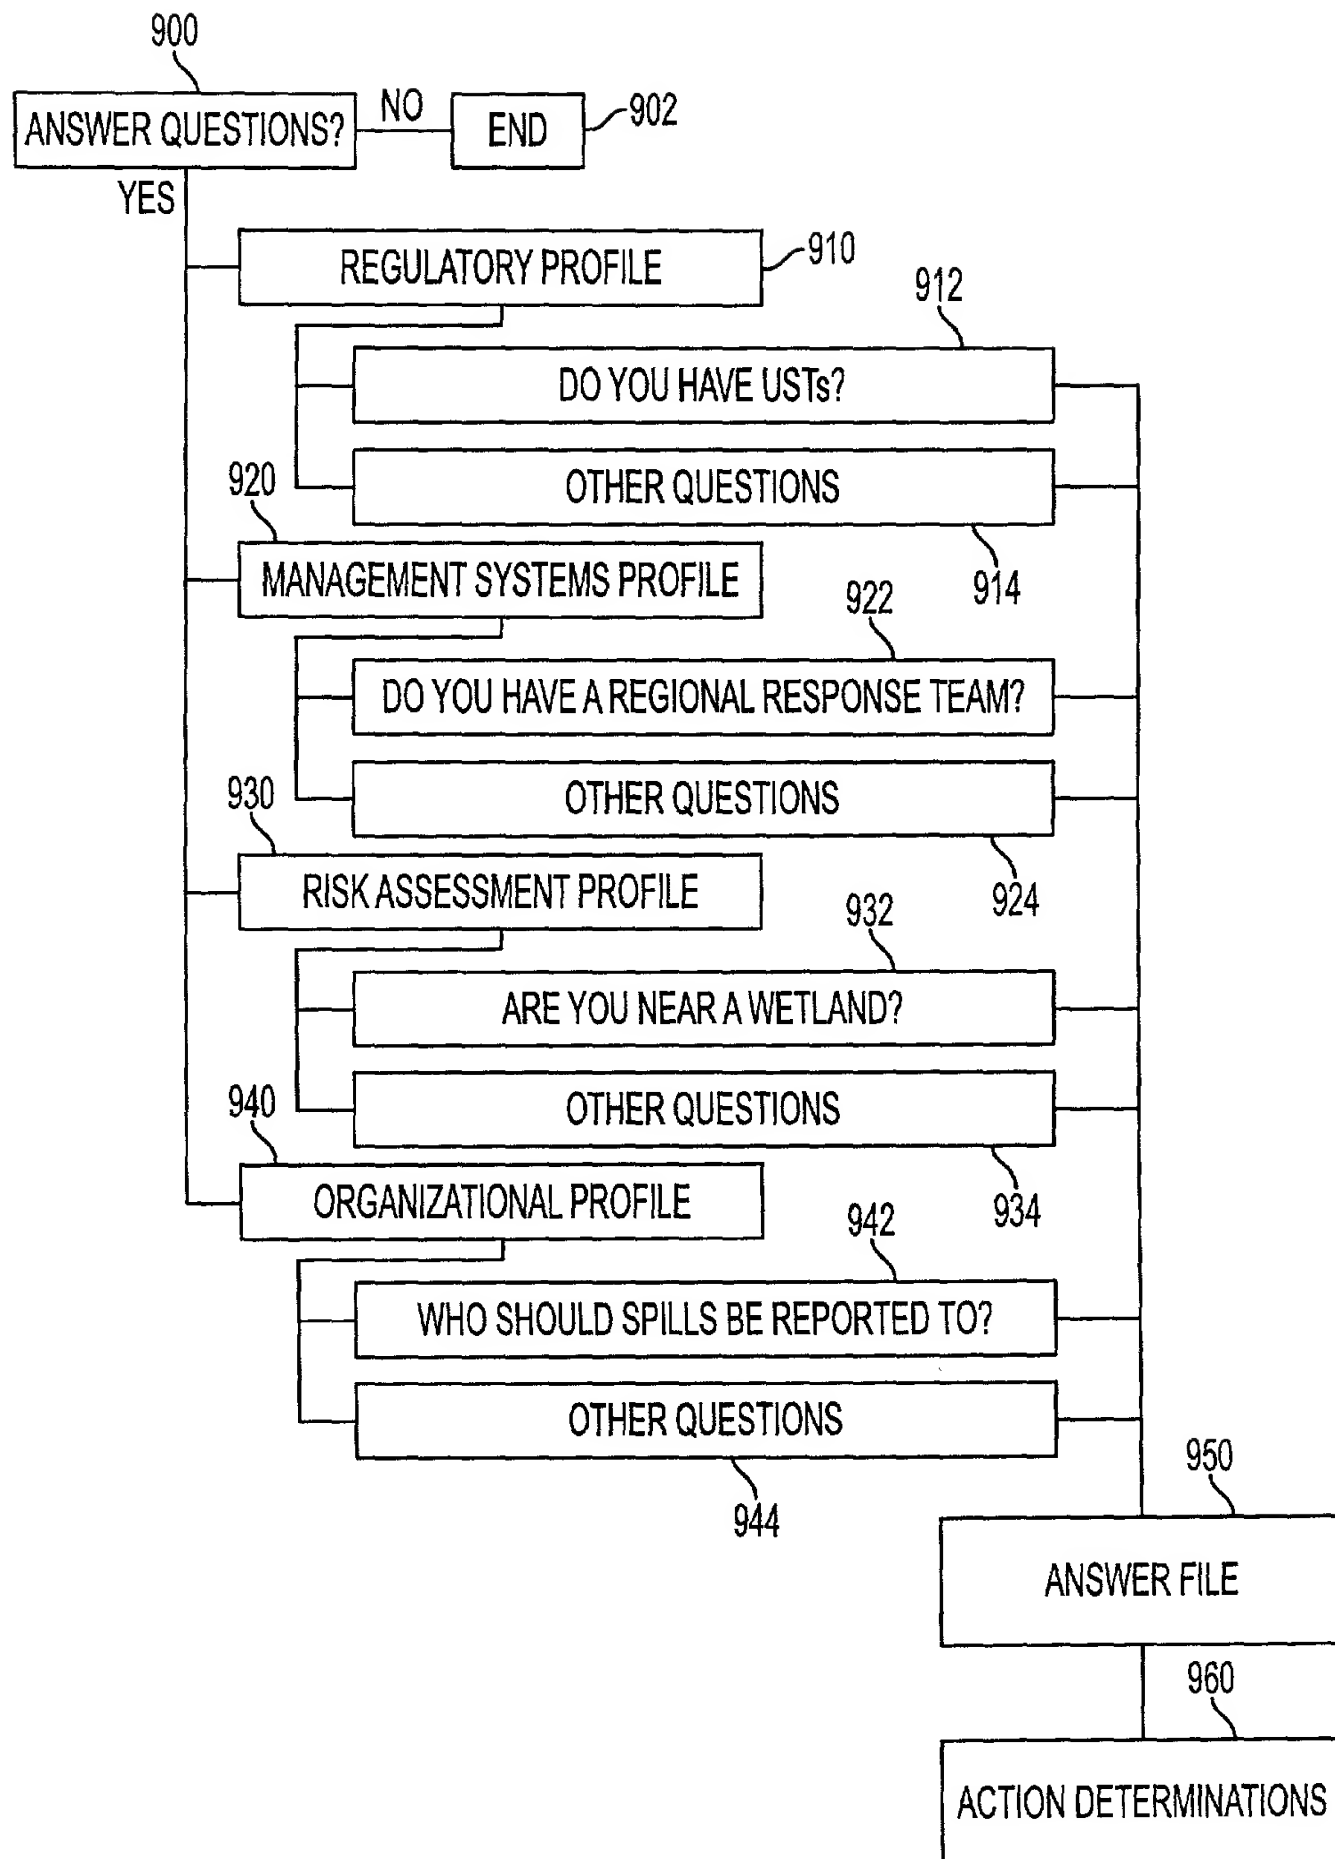 900
ANSWER QUESTIONS?
NO
END
902
YES
REGULATORY PROFILE
910
912
DO YOU HAVE USTs?
OTHER QUESTIONS
914
920
MANAGEMENT SYSTEMS PROFILE
922
DO YOU HAVE A REGIONAL RESPONSE TEAM?
OTHER QUESTIONS
924
930
RISK ASSESSMENT PROFILE
932
ARE YOU NEAR A WETLAND?
OTHER QUESTIONS
934
940
ORGANIZATIONAL PROFILE
942
WHO SHOULD SPILLS BE REPORTED TO?
OTHER QUESTIONS
944
950
ANSWER FILE
960
ACTION DETERMINATIONS